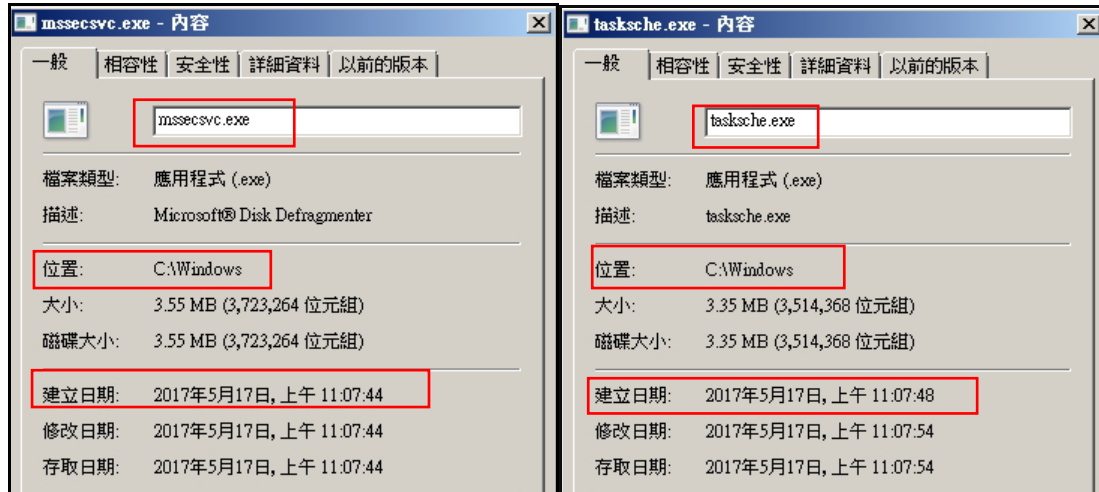 mssecsvc.exe - 內容
一般 相容性 安全性 詳細資料 以前的版本
mssecsvc.exe
檔案類型: 應用程式 (.exe)
描述: Microsoft® Disk Defragmenter
位置: C:\Windows
大小: 3.55 MB (3,723,264 位元組)
磁碟大小: 3.55 MB (3,723,264 位元組)
建立日期: 2017年5月17日, 上午 11:07:44
修改日期: 2017年5月17日, 上午 11:07:44
存取日期: 2017年5月17日, 上午 11:07:44
tasksche.exe - 內容
一般 相容性 安全性 詳細資料 以前的版本
tasksche.exe
檔案類型: 應用程式 (.exe)
描述: tasksche.exe
位置: C:\Windows
大小: 3.35 MB (3,514,368 位元組)
磁碟大小: 3.35 MB (3,514,368 位元組)
建立日期: 2017年5月17日, 上午 11:07:48
修改日期: 2017年5月17日, 上午 11:07:54
存取日期: 2017年5月17日, 上午 11:07:54